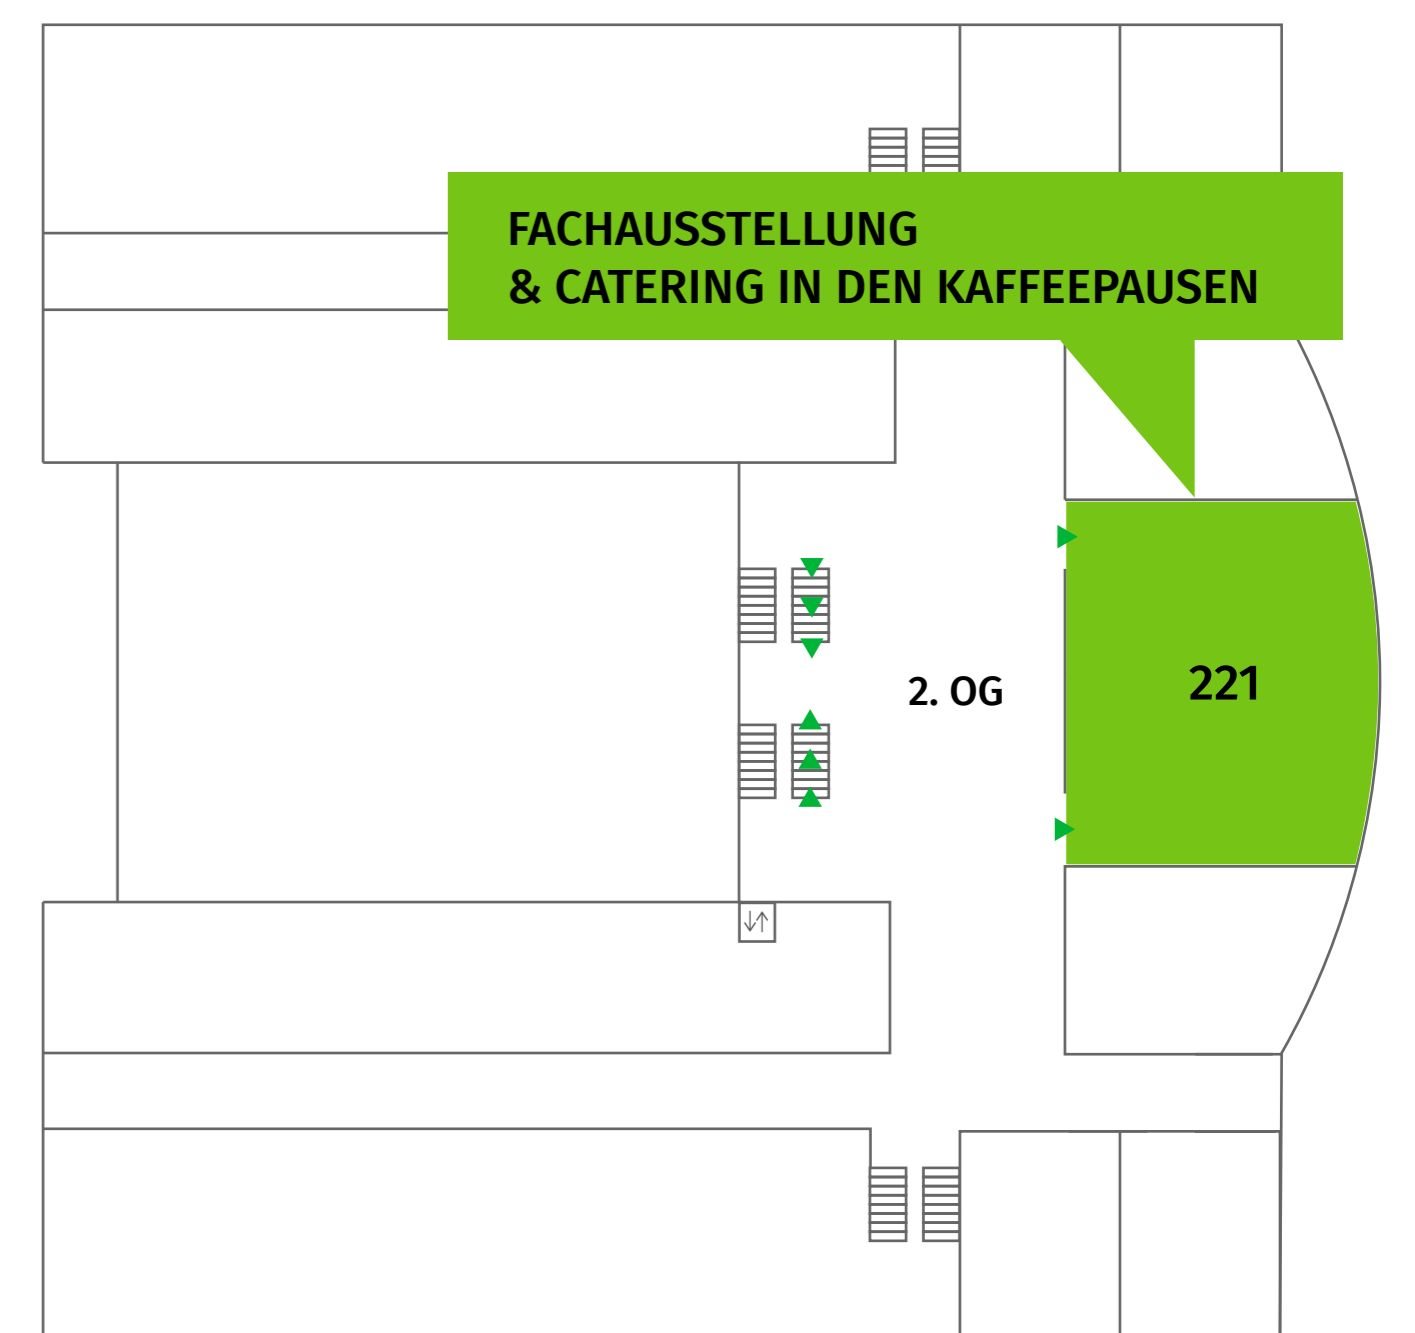 FACHAUSSTELLUNG
& CATERING IN DEN KAFFEEPAUSEN
2. OG
221